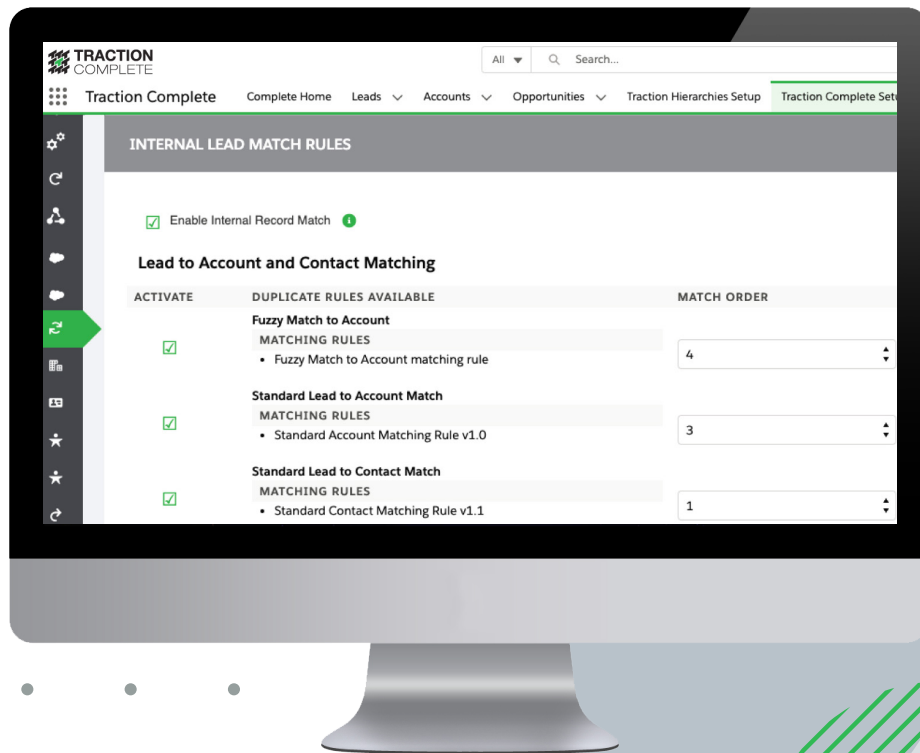 TRACTION
COMPLETE
All Search...
Traction Complete Complete Home Leads Accounts Opportunities Traction Hierarchies Setup Traction Complete Setu
INTERNAL LEAD MATCH RULES
Enable Internal Record Match
Lead to Account and Contact Matching
ACTIVATE DUPLICATE RULES AVAILABLE MATCH ORDER
Fuzzy Match to Account
MATCHING RULES
• Fuzzy Match to Account matching rule
4
Standard Lead to Account Match
MATCHING RULES
• Standard Account Matching Rule v1.0
3
Standard Lead to Contact Match
MATCHING RULES
• Standard Contact Matching Rule v1.1
1